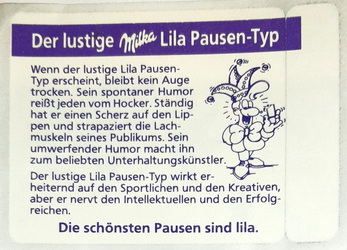 Der lustige Milka Lila Pausen-Typ
Wenn der lustige Lila Pausen-
Typ erscheint, bleibt kein Auge
trocken. Sein spontaner Humor
reißt jeden vom Hocker. Ständig
hat er einen Scherz auf den Lip-
pen und strapaziert die Lach-
muskeln seines Publikums. Sein
umwerfender Humor macht ihn
zum beliebten Unterhaltungskünstler.
Der lustige Lila Pausen-Typ wirkt er-
heiternd auf den Sportlichen und den Kreativen,
aber er nervt den Intellektuellen und den Erfolg-
reichen.
Die schönsten Pausen sind lila.